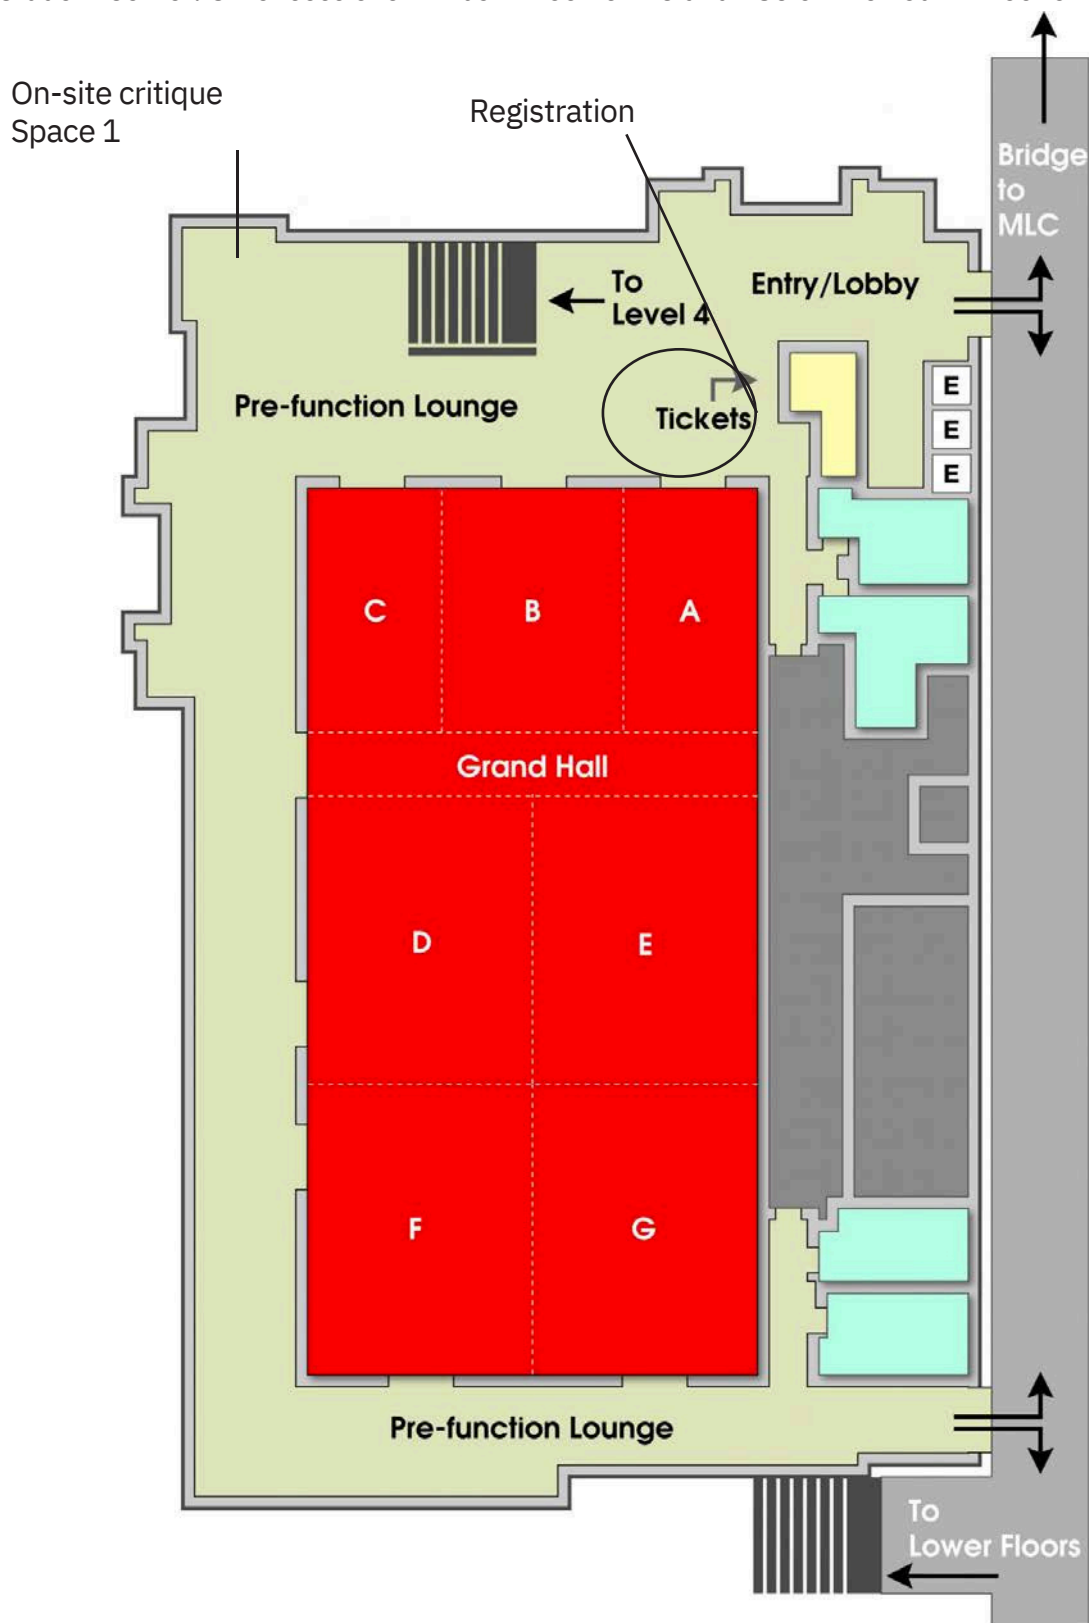 On-site critique
Space 1
Registration
Bridge
to
MLC
To
Level 4
Entry/Lobby
Pre-function Lounge
Tickets
E
E
E
C
B
A
Grand Hall
D
E
F
G
Pre-function Lounge
To
Lower Floors